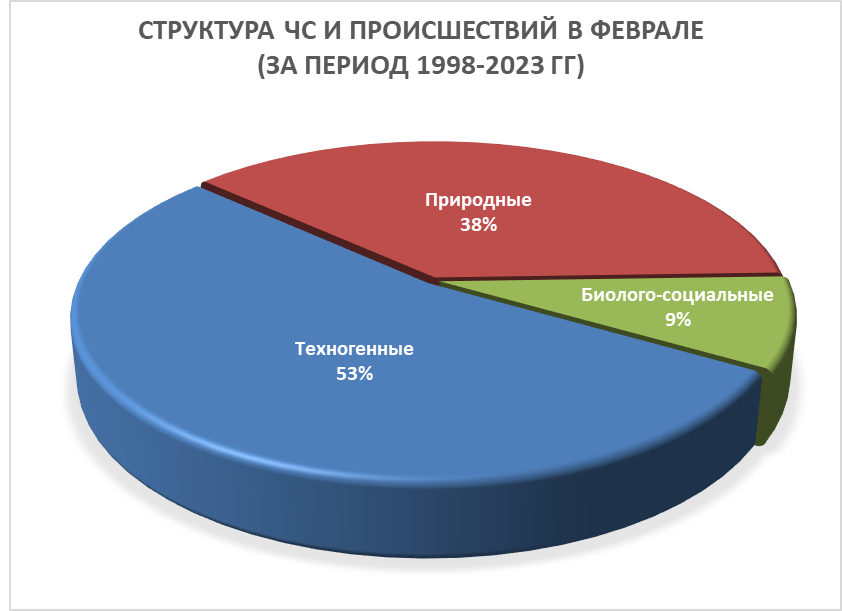 СТРУКТУРА ЧС И ПРОИСШЕСТВИЙ В ФЕВРАЛЕ
(ЗА ПЕРИОД 1998-2023 ГГ)
Природные
38%
Биолого-социальные
9%
Техногенные
53%